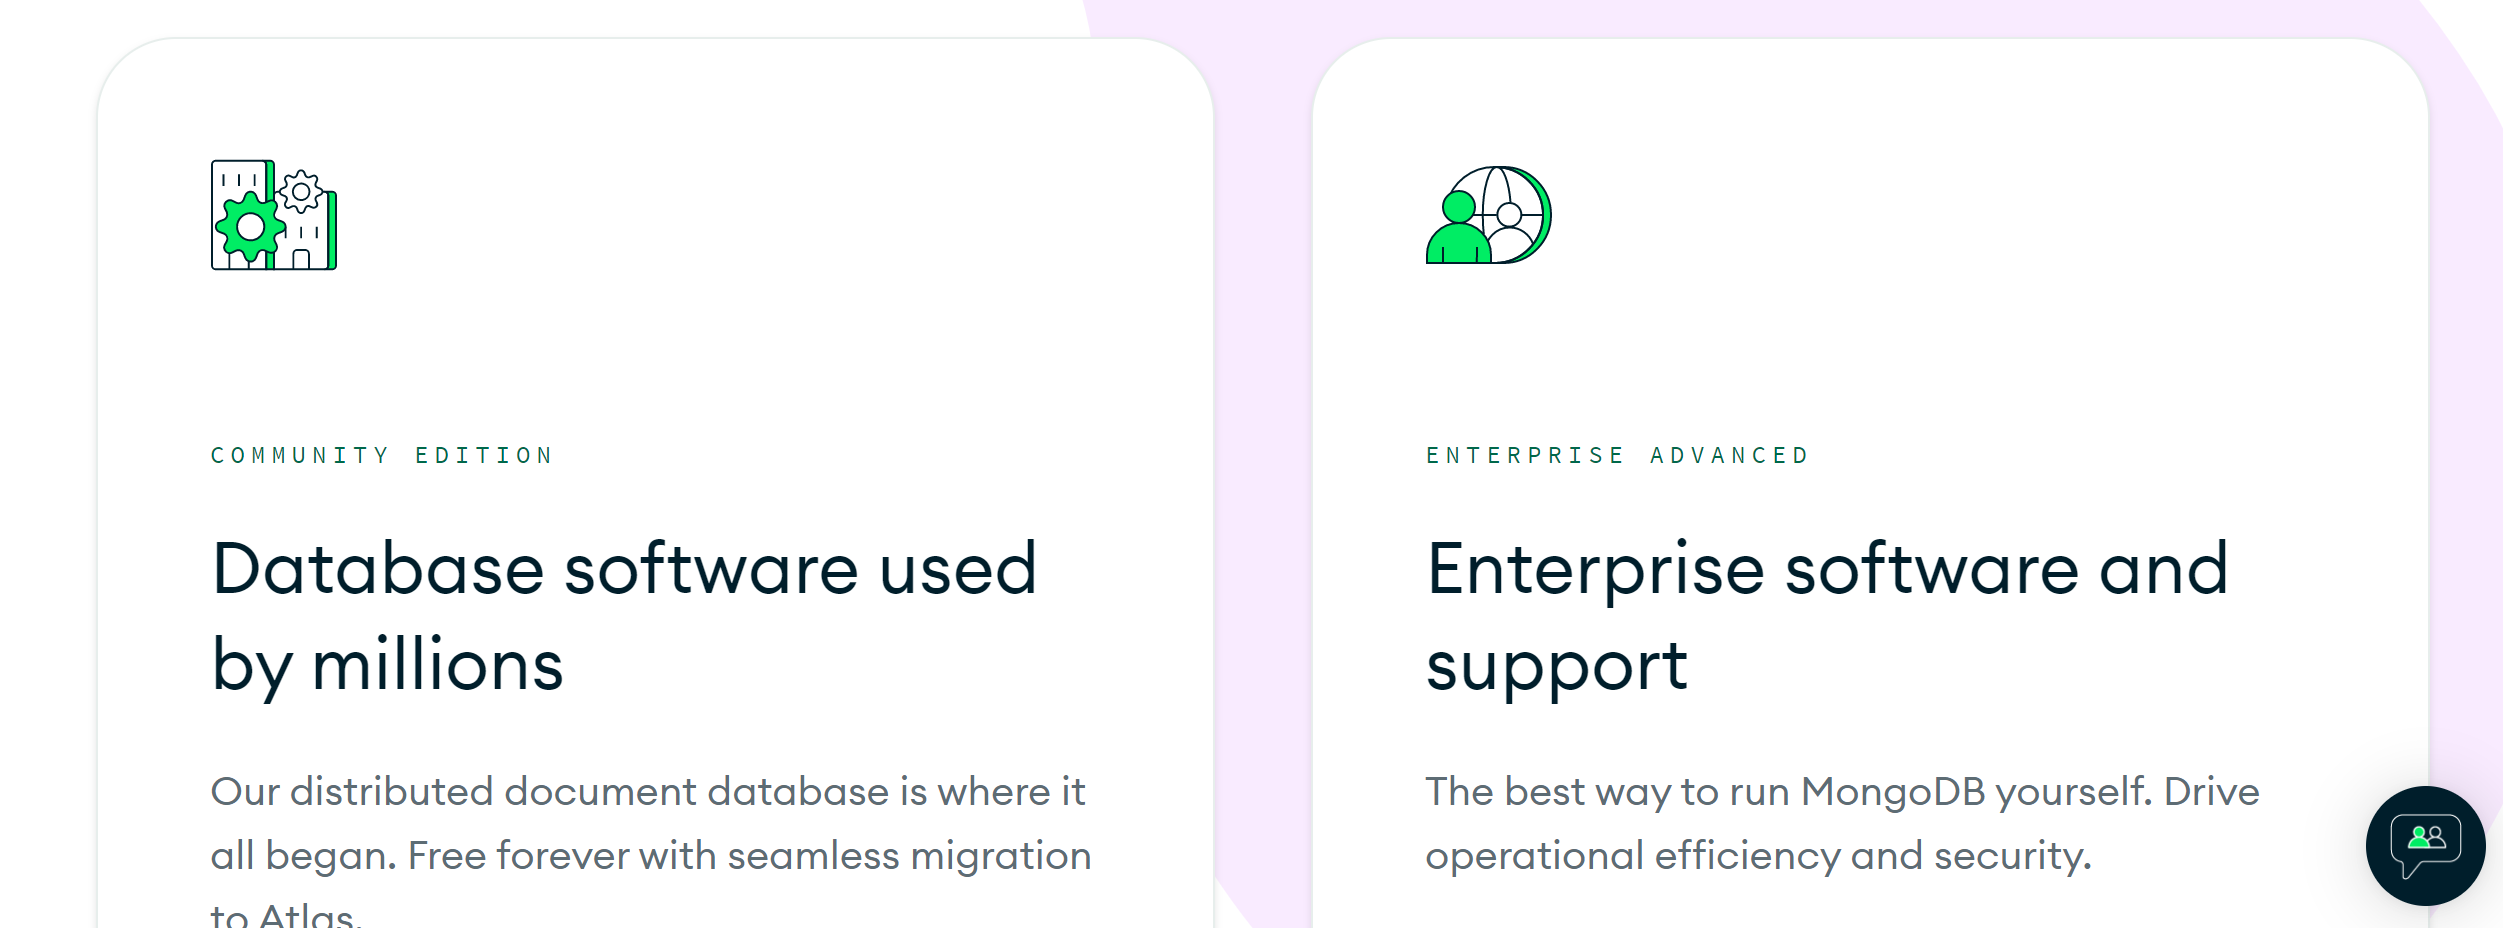 COMMUNITY EDITION
Database software used
by millions
Our distributed document database is where it
all began. Free forever with seamless migration
to Atlas.
ENTERPRISE ADVANCED
Enterprise software and
support
The best way to run MongoDB yourself. Drive
operational efficiency and security.